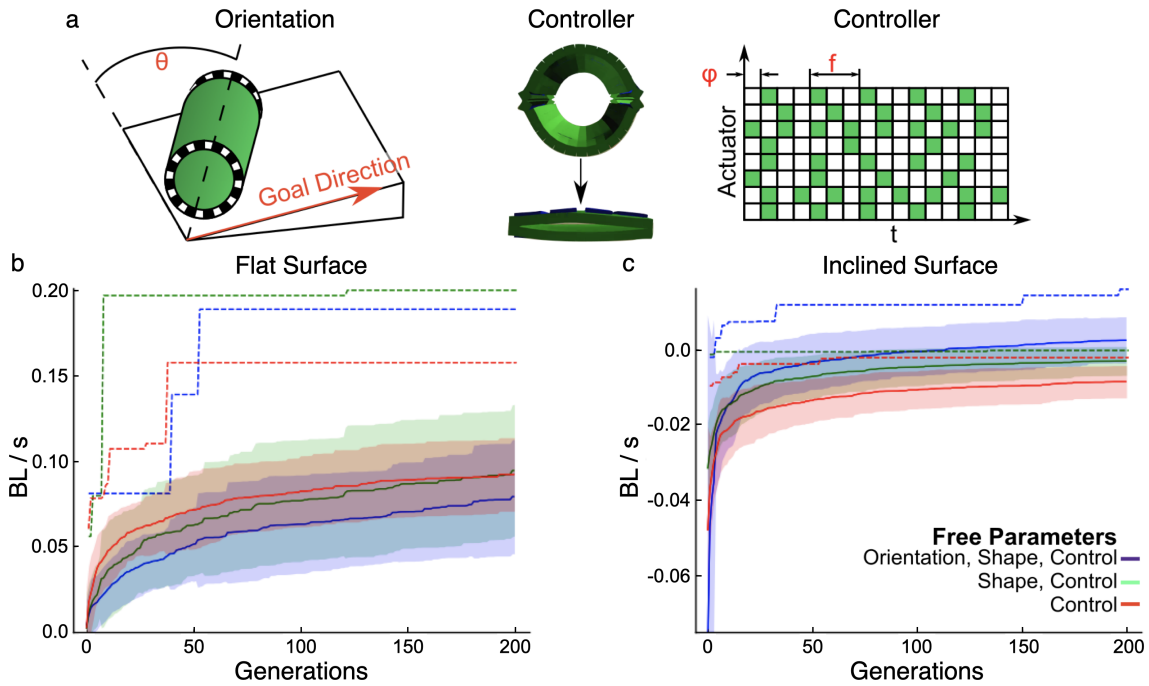 a
Orientation
Controller
Controller
θ
Goal Direction
φ
f
Actuator
t
b
Flat Surface
BL / s
0.20
0.15
0.10
0.05
0.0
0 50 100 150 200
Generations
c
Inclined Surface
BL / s
0.0
-0.02
-0.04
-0.06
Free Parameters
Orientation, Shape, Control
Shape, Control
Control
0 50 100 150 200
Generations